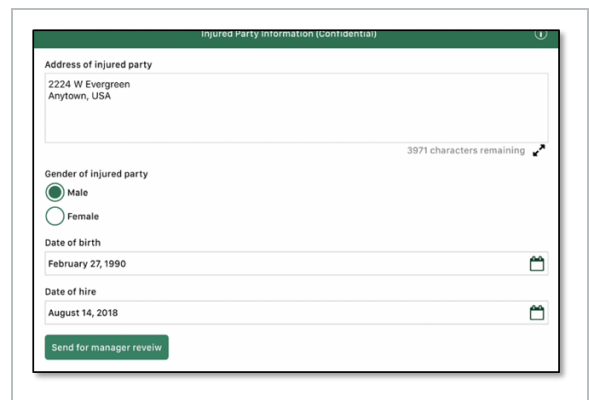 Injured Party Information (Confidential)
Address of injured party
2224 W Evergreen
Anytown, USA
3971 characters remaining
Gender of injured party
Male
Female
Date of birth
February 27, 1990
Date of hire
August 14, 2018
Send for manager reveiw